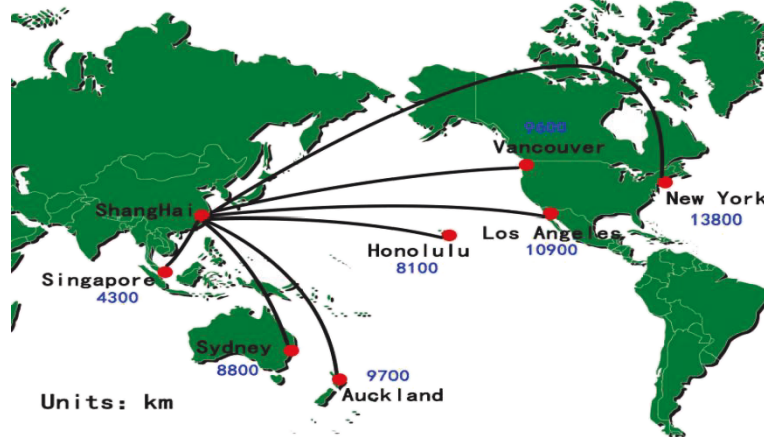 Vancouver
ShangHai
New York
13800
Los Angeles
10900
Honolulu
8100
Singapore
4300
Sydney
8800
9700
Auckland
Units: km